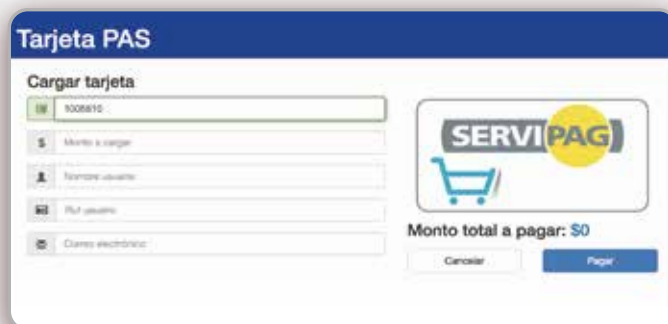 Tarjeta PAS
Cargar tarjeta
1008610
$ Monto a cargar
Nombre usuario
Rut usuario
Correo electrónico
SERVIPAG
Monto total a pagar: $0
Cancelar
Pagar